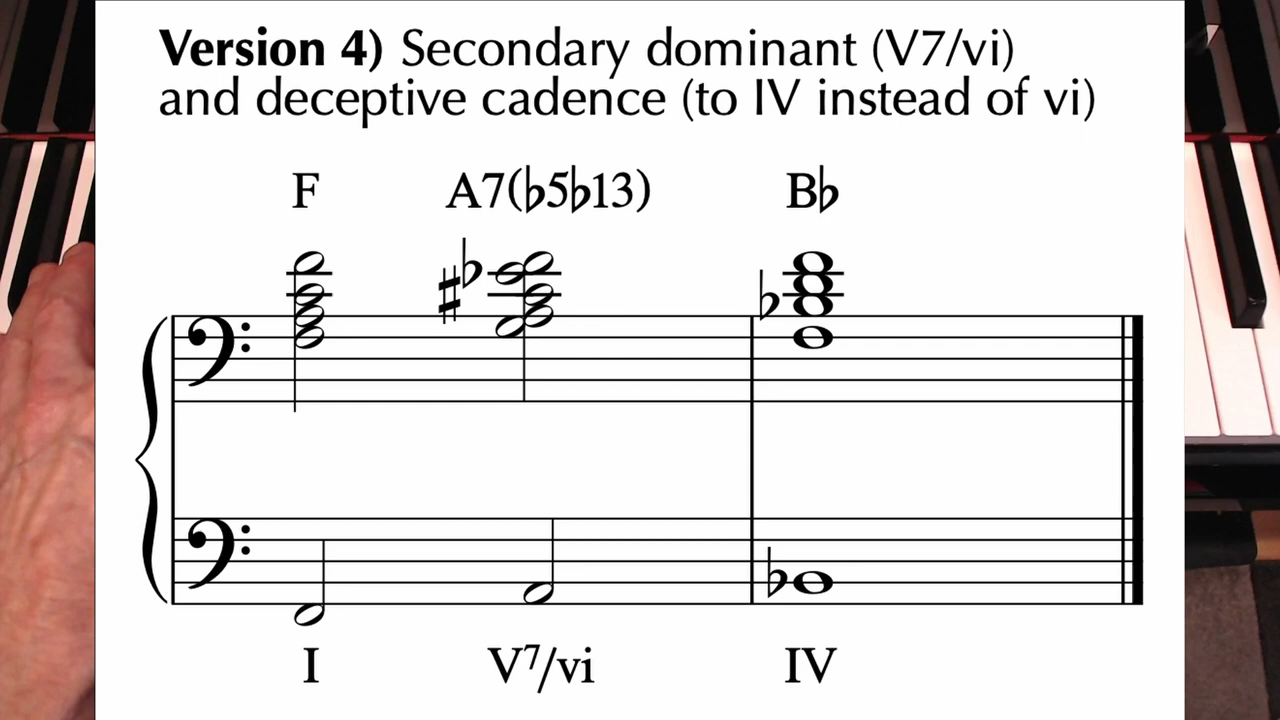 Version 4) Secondary dominant (V7/vi)
and deceptive cadence (to IV instead of vi)
F A7(♭5♭13) B♭
I V⁷/vi IV